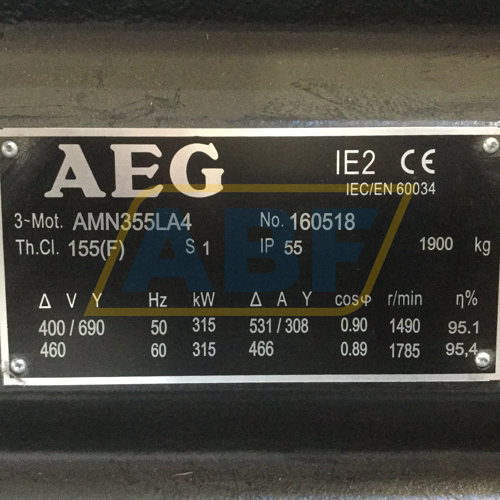 AEG IE2 CE
IEC/EN 60034
3~Mot. AMN355LA4 No. 160518
Th.Cl. 155(F) S 1 IP 55 1900 kg
Δ V Y Hz kW Δ A Y cosφ r/min η%
400 / 690 50 315 531 / 308 0.90 1490 95.1
460 60 315 466 0.89 1785 95,4
ABF